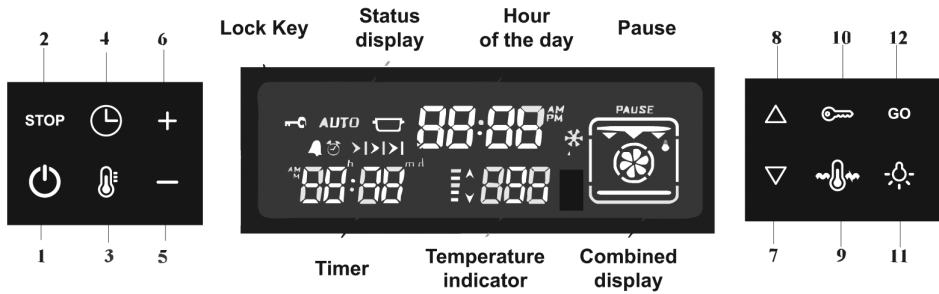 2 4 6
Lock Key
Status
display
Hour
of the day
Pause
8 10 12
STOP
+
AUTO
88:88
AM
PM
PAUSE
GO
AM
M
h
m d
88:88
888
−
1 3 5
Timer
Temperature
indicator
Combined
display
7 9 11